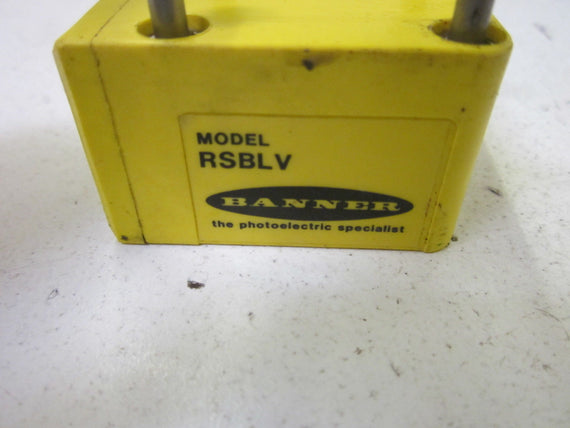 MODEL
RSBLV
BANNER
the photoelectric specialist